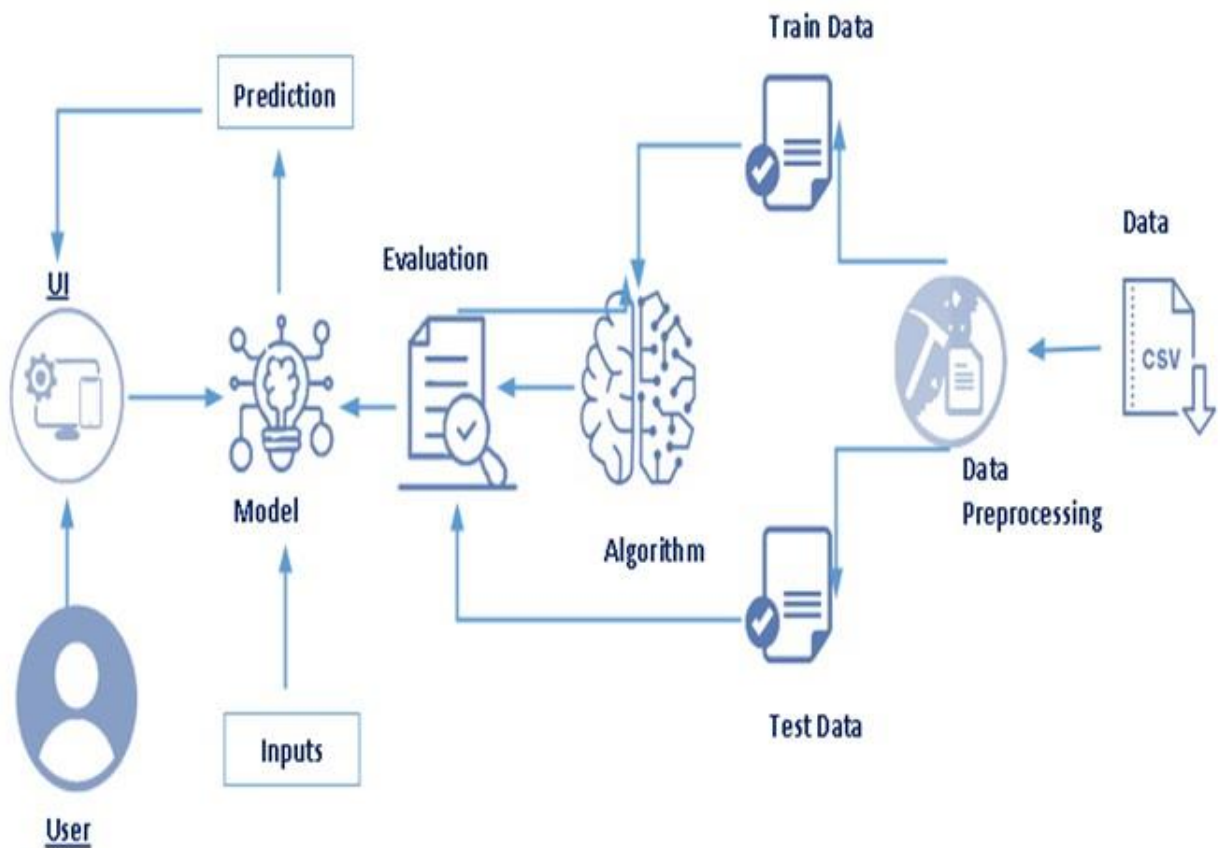 Train Data
Prediction
Data
Evaluation
UI
CSV
Data
Preprocessing
Model
Algorithm
Test Data
Inputs
User